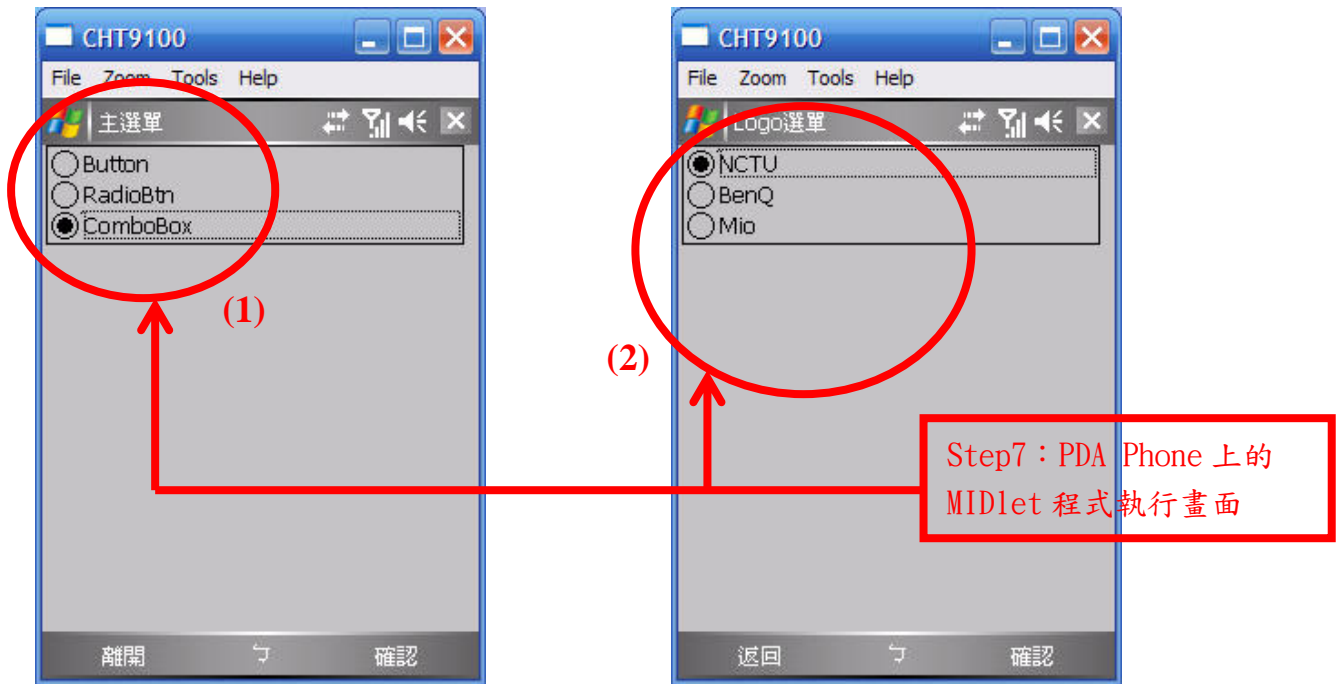 CHT9100
File Zoom Tools Help
主選單
Button
RadioBtn
ComboBox
(1)
離開 ㄅ 確認
CHT9100
File Zoom Tools Help
Logo選單
NCTU
BenQ
Mio
(2)
返回 ㄅ 確認
Step7：PDA Phone 上的
MIDlet 程式執行畫面